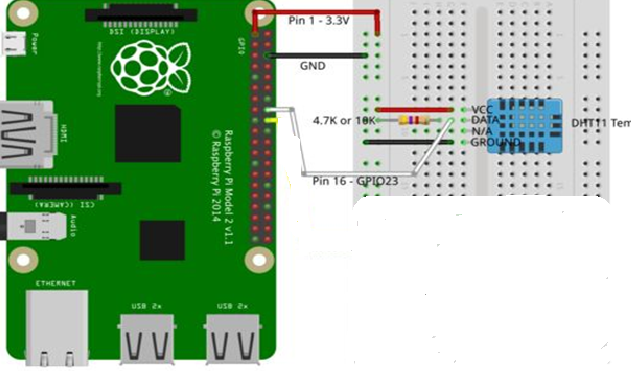 DSI (DISPLAY)
Pin 1 - 3.3V
Power
GPIO
GND
HDMI
4.7K or 10K
VCC
DATA
N/A
GROUND
DHT11 Tem
Raspberry Pi Model 2 v1.1
© Raspberry Pi 2014
Pin 16 - GPIO23
CSI (CAMERA)
Audio
ETHERNET
USB 2x
USB 2x